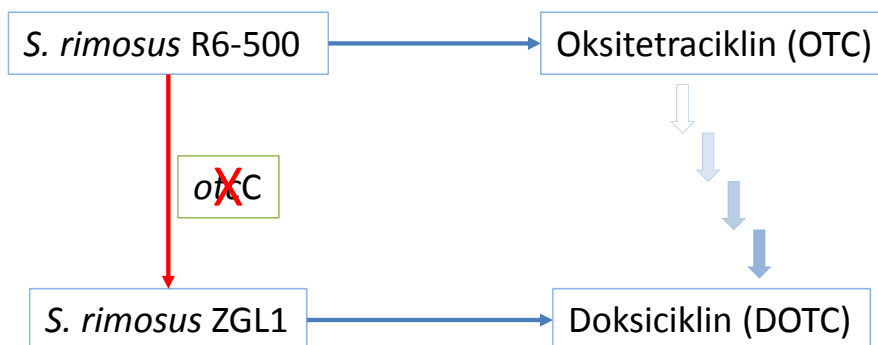 S. rimosus R6-500
Oksitetraciklin (OTC)
otcC
S. rimosus ZGL1
Doksiciklin (DOTC)